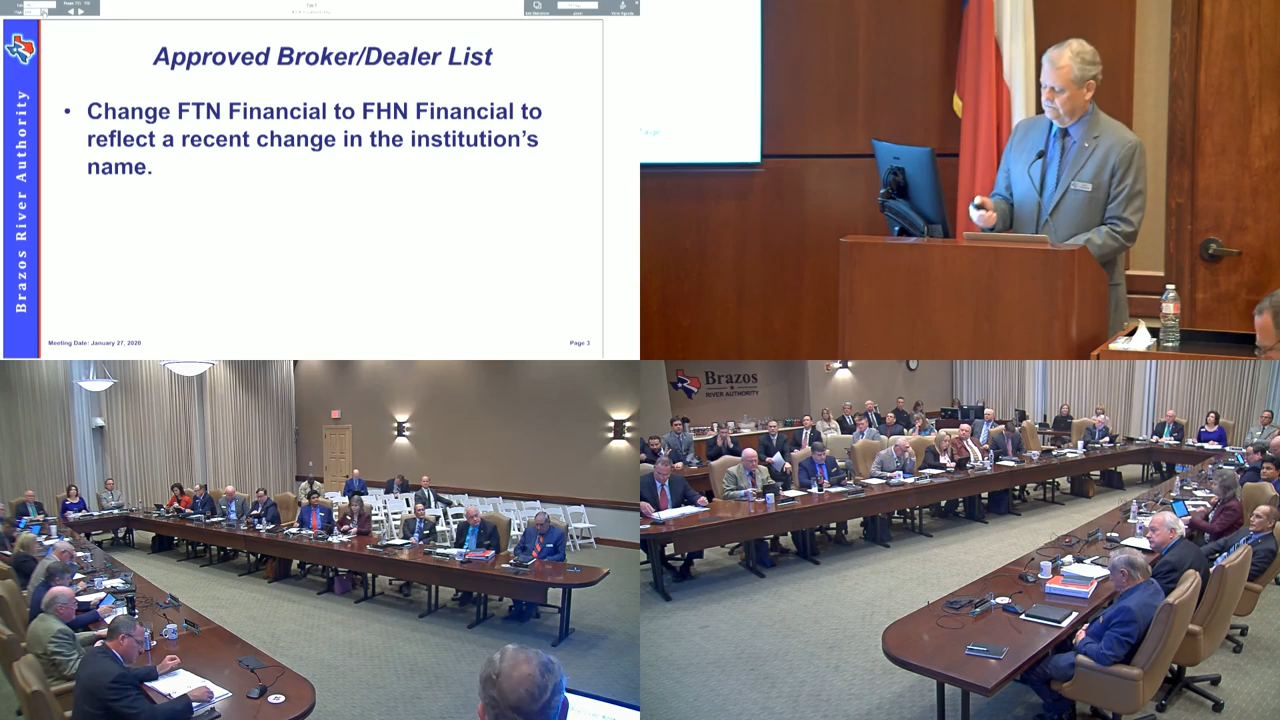 Approved Broker/Dealer List
• Change FTN Financial to FHN Financial to
reflect a recent change in the institution's
name.
Brazos River Authority
Meeting Date: January 27, 2020
Page 3
Brazos
RIVER AUTHORITY